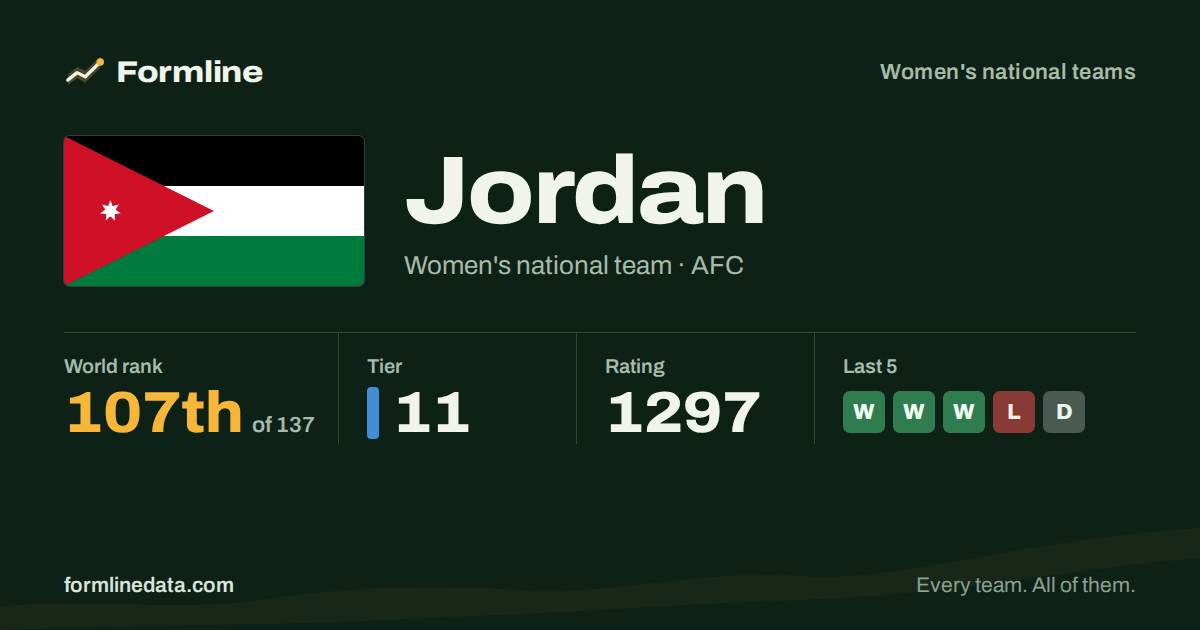 Formline
Women's national teams
Jordan
Women's national team · AFC
World rank
107th of 137
Tier
11
Rating
1297
Last 5
W W W L D
formlinedata.com
Every team. All of them.